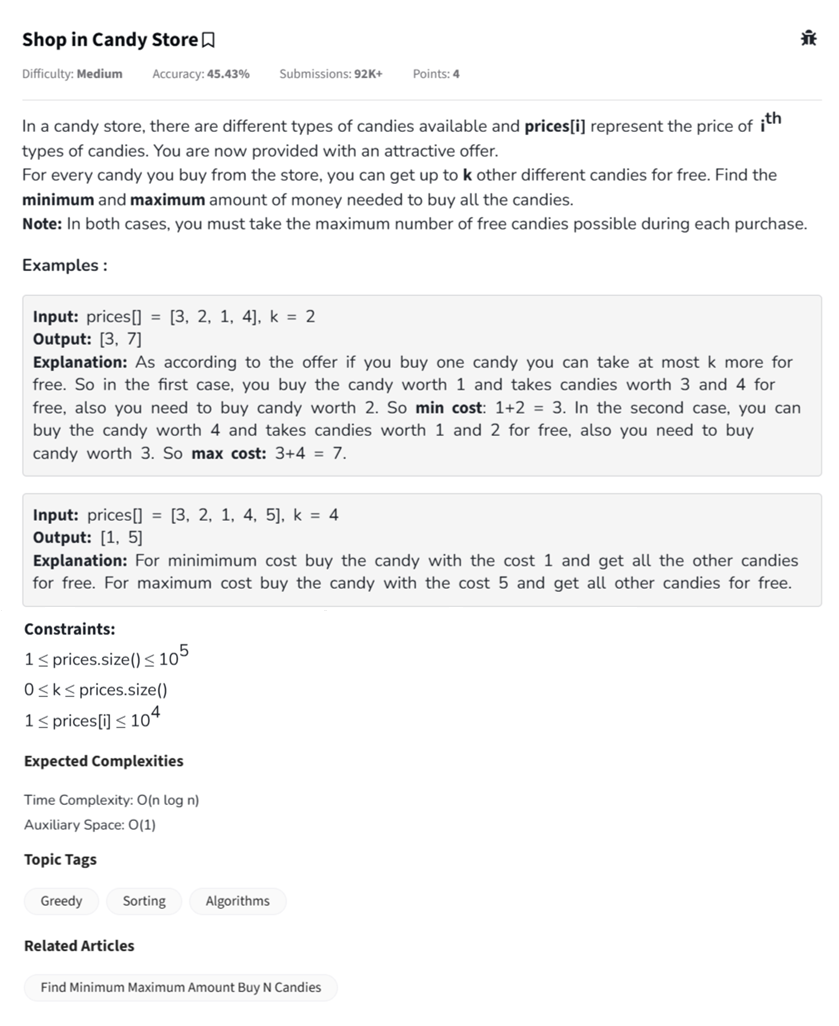 Shop in Candy Store
Difficulty: Medium Accuracy: 45.43% Submissions: 92K+ Points: 4
In a candy store, there are different types of candies available and prices[i] represent the price of i^th
types of candies. You are now provided with an attractive offer.
For every candy you buy from the store, you can get up to k other different candies for free. Find the
minimum and maximum amount of money needed to buy all the candies.
Note: In both cases, you must take the maximum number of free candies possible during each purchase.
Examples :
Input: prices[] = [3, 2, 1, 4], k = 2
Output: [3, 7]
Explanation: As according to the offer if you buy one candy you can take at most k more for
free. So in the first case, you buy the candy worth 1 and takes candies worth 3 and 4 for
free, also you need to buy candy worth 2. So min cost: 1+2 = 3. In the second case, you can
buy the candy worth 4 and takes candies worth 1 and 2 for free, also you need to buy
candy worth 3. So max cost: 3+4 = 7.
Input: prices[] = [3, 2, 1, 4, 5], k = 4
Output: [1, 5]
Explanation: For minimimum cost buy the candy with the cost 1 and get all the other candies
for free. For maximum cost buy the candy with the cost 5 and get all other candies for free.
Constraints:
1 ≤ prices.size() ≤ 10^5
0 ≤ k ≤ prices.size()
1 ≤ prices[i] ≤ 10^4
Expected Complexities
Time Complexity: O(n log n)
Auxiliary Space: O(1)
Topic Tags
Greedy Sorting Algorithms
Related Articles
Find Minimum Maximum Amount Buy N Candies